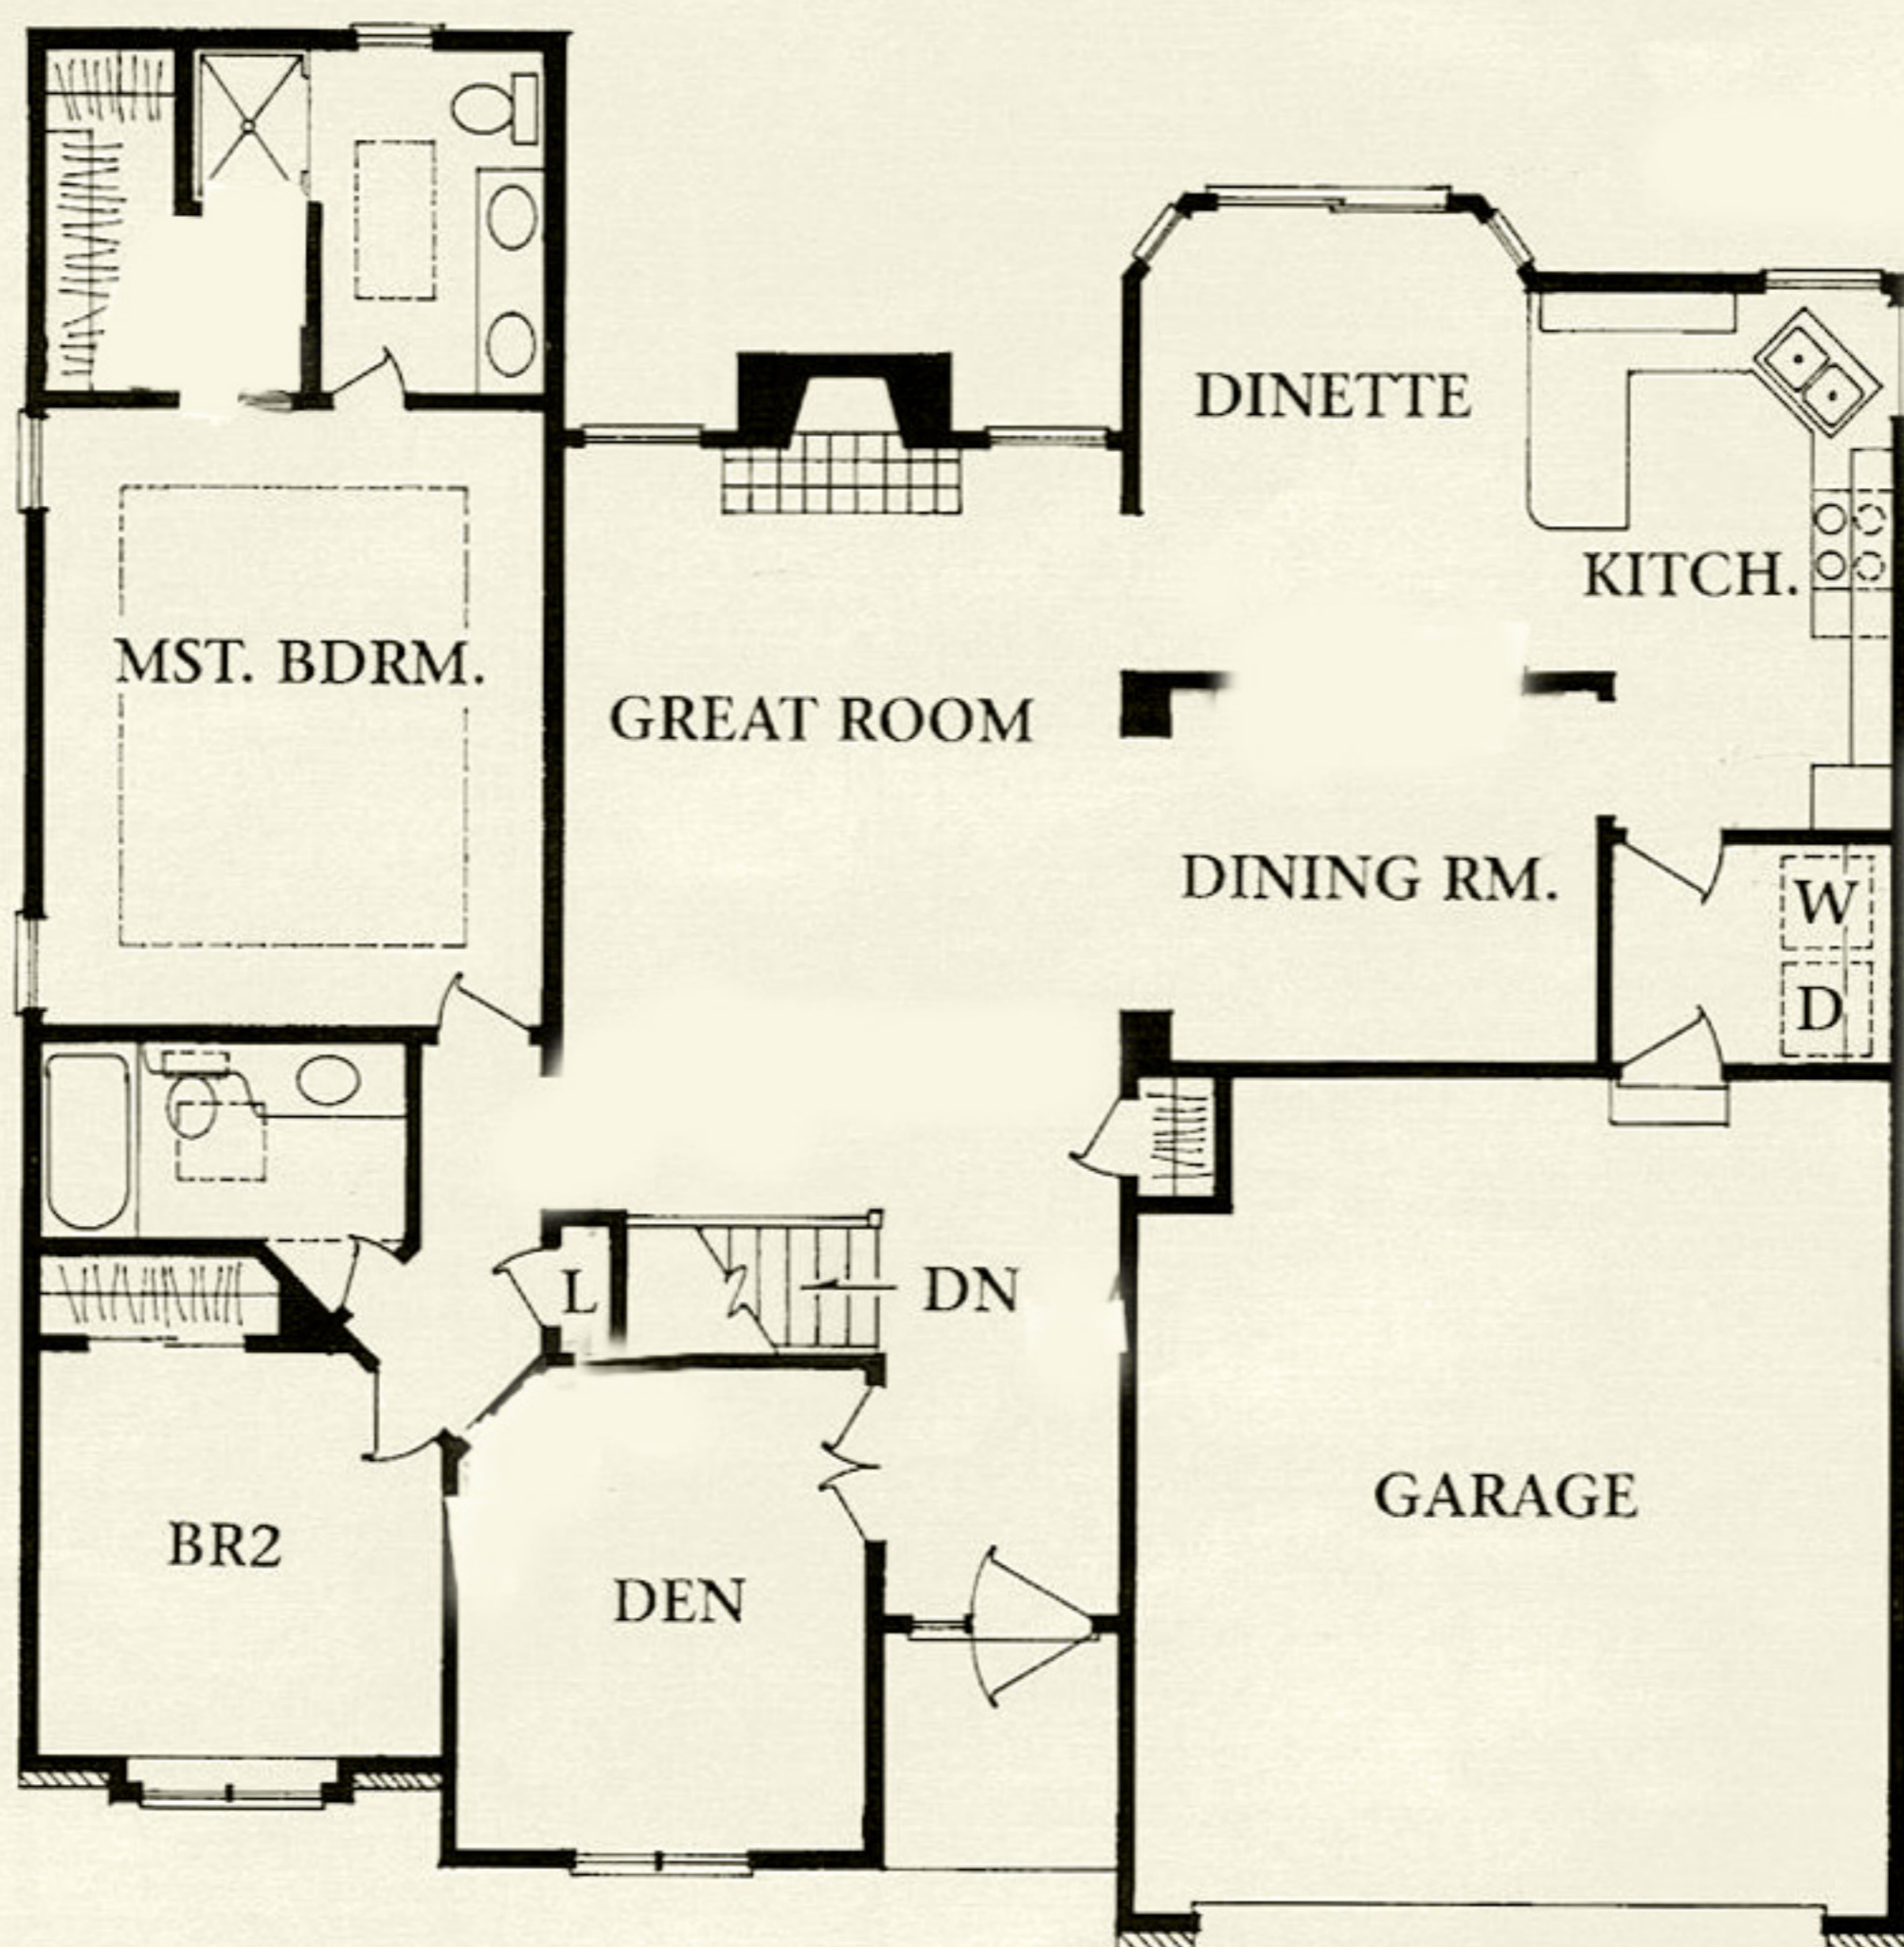 DINETTE
KITCH.
MST. BDRM.
GREAT ROOM
DINING RM.
W
D
L
DN
GARAGE
BR2
DEN